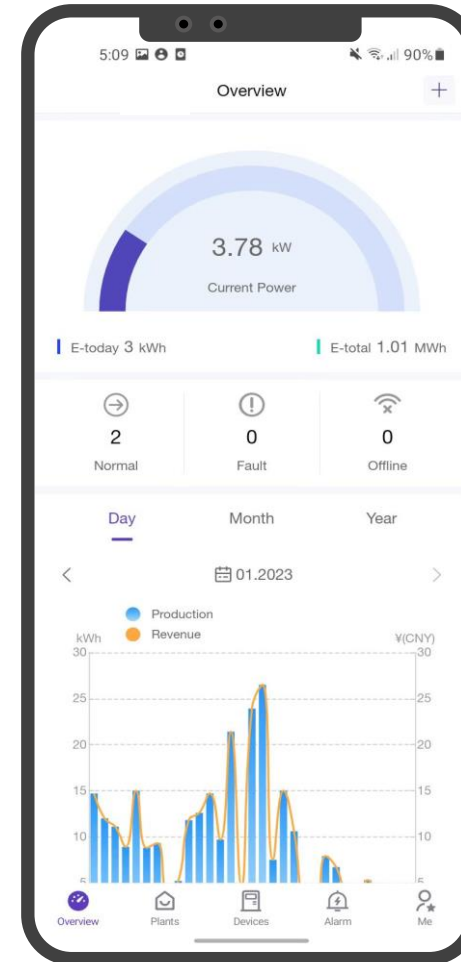 5:09 90%
Overview
3.78 kW
Current Power
E-today 3 kWh E-total 1.01 MWh
2 0 0
Normal Fault Offline
Day Month Year
01.2023
Production
Revenue
kWh ¥(CNY)
30 30
25 25
20 20
15 15
10 10
5 5
Overview Plants Devices Alarm Me